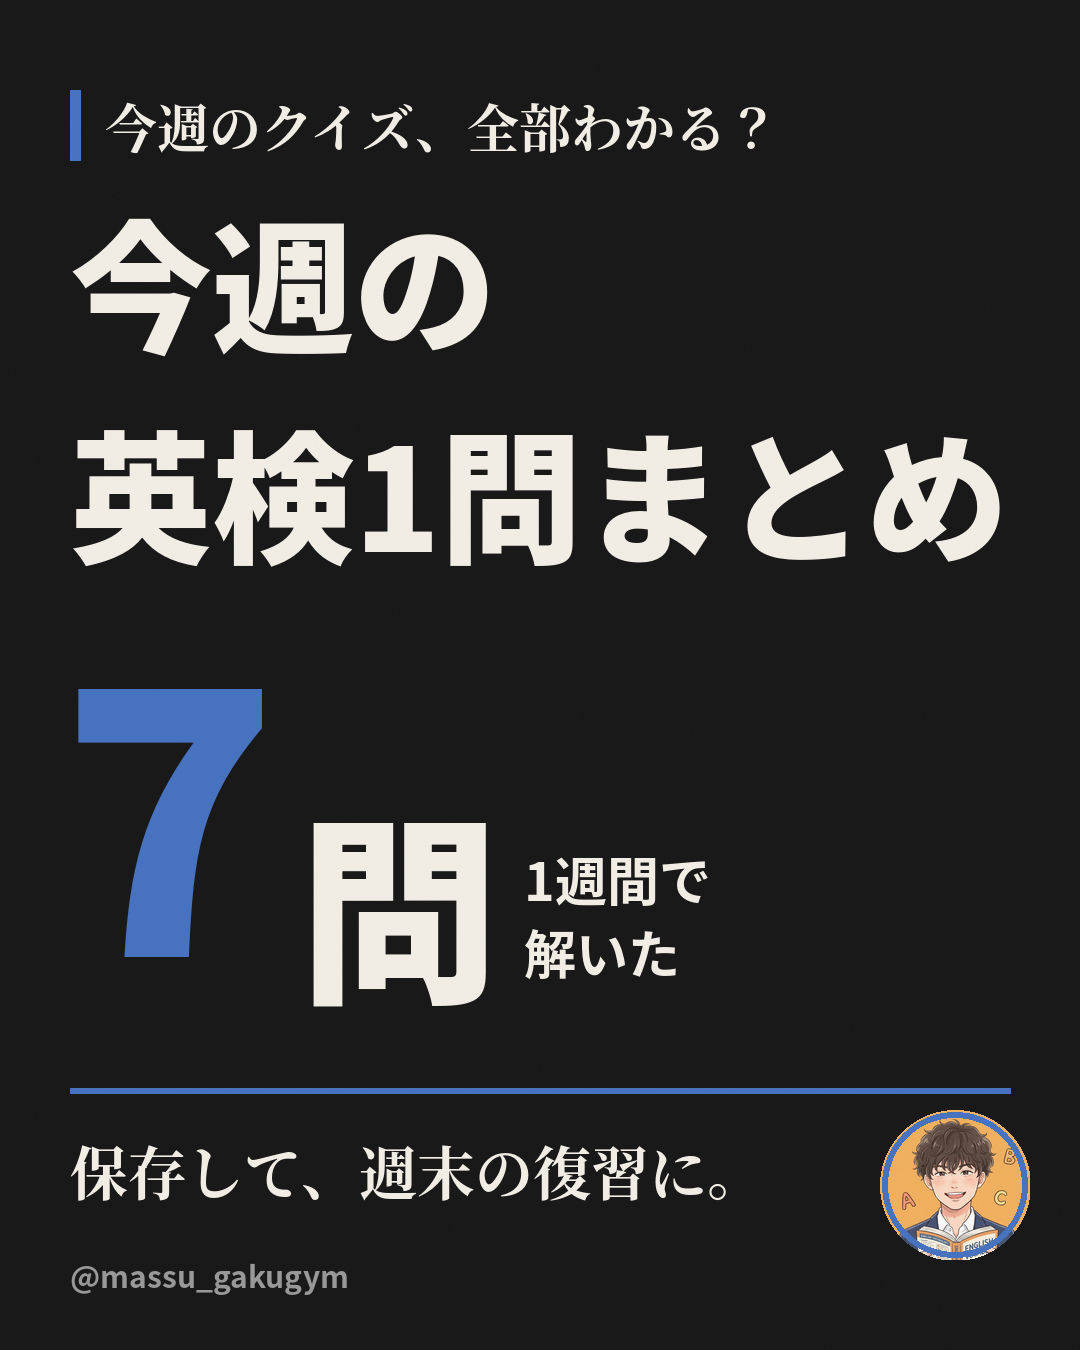 今週のクイズ、全部わかる？
今週の
英検1問まとめ
7問
1週間で
解いた
保存して、週末の復習に。
A
B
C
ENGLISH
@massu_gakugym